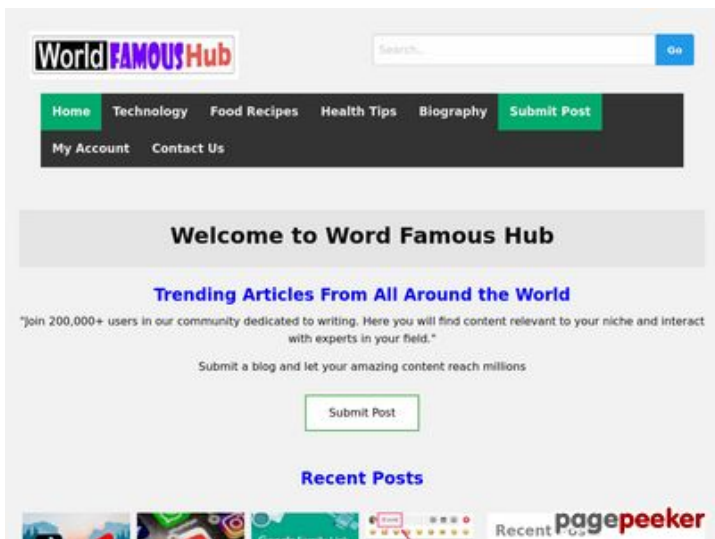 World FAMOUS Hub
Search...
Go
Home Technology Food Recipes Health Tips Biography Submit Post
My Account Contact Us
Welcome to Word Famous Hub
Trending Articles From All Around the World
"Join 200,000+ users in our community dedicated to writing. Here you will find content relevant to your niche and interact
with experts in your field."
Submit a blog and let your amazing content reach millions
Submit Post
Recent Posts
Recent
pagepeeker